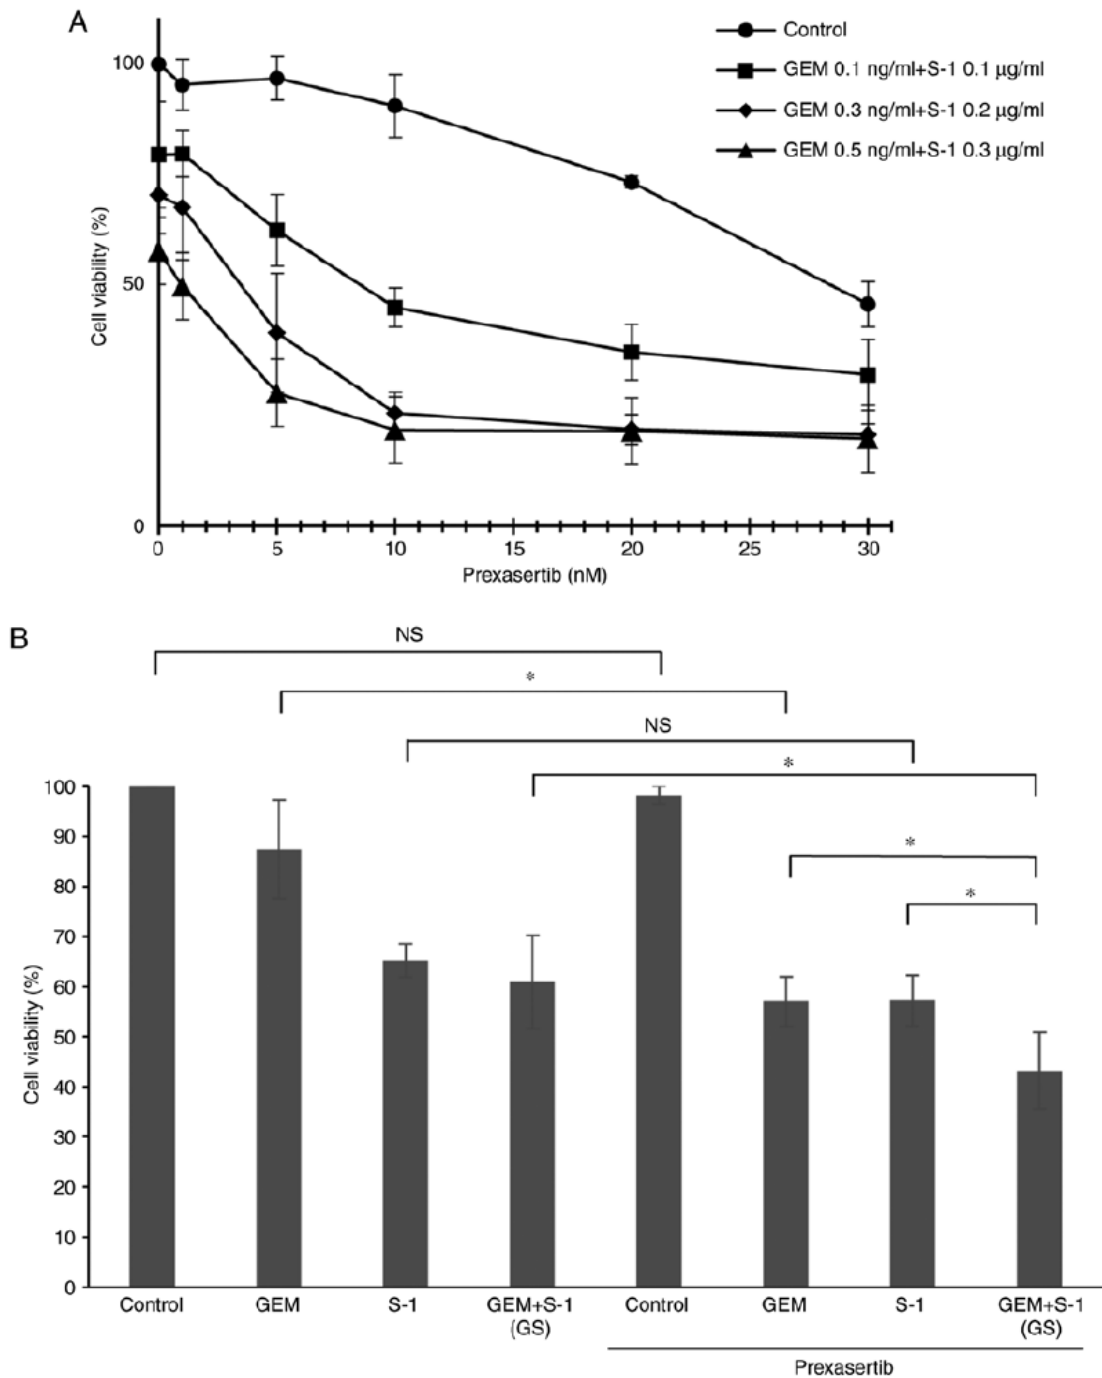 A
Control
GEM 0.1 ng/ml+S-1 0.1 µg/ml
GEM 0.3 ng/ml+S-1 0.2 µg/ml
GEM 0.5 ng/ml+S-1 0.3 µg/ml
100
50
0
Cell viability (%)
0 5 10 15 20 25 30
Prexasertib (nM)
B
NS
*
NS
*
*
*
100
90
80
70
60
50
40
30
20
10
0
Cell viability (%)
Control GEM S-1 GEM+S-1 Control GEM S-1 GEM+S-1
(GS) (GS)
Prexasertib